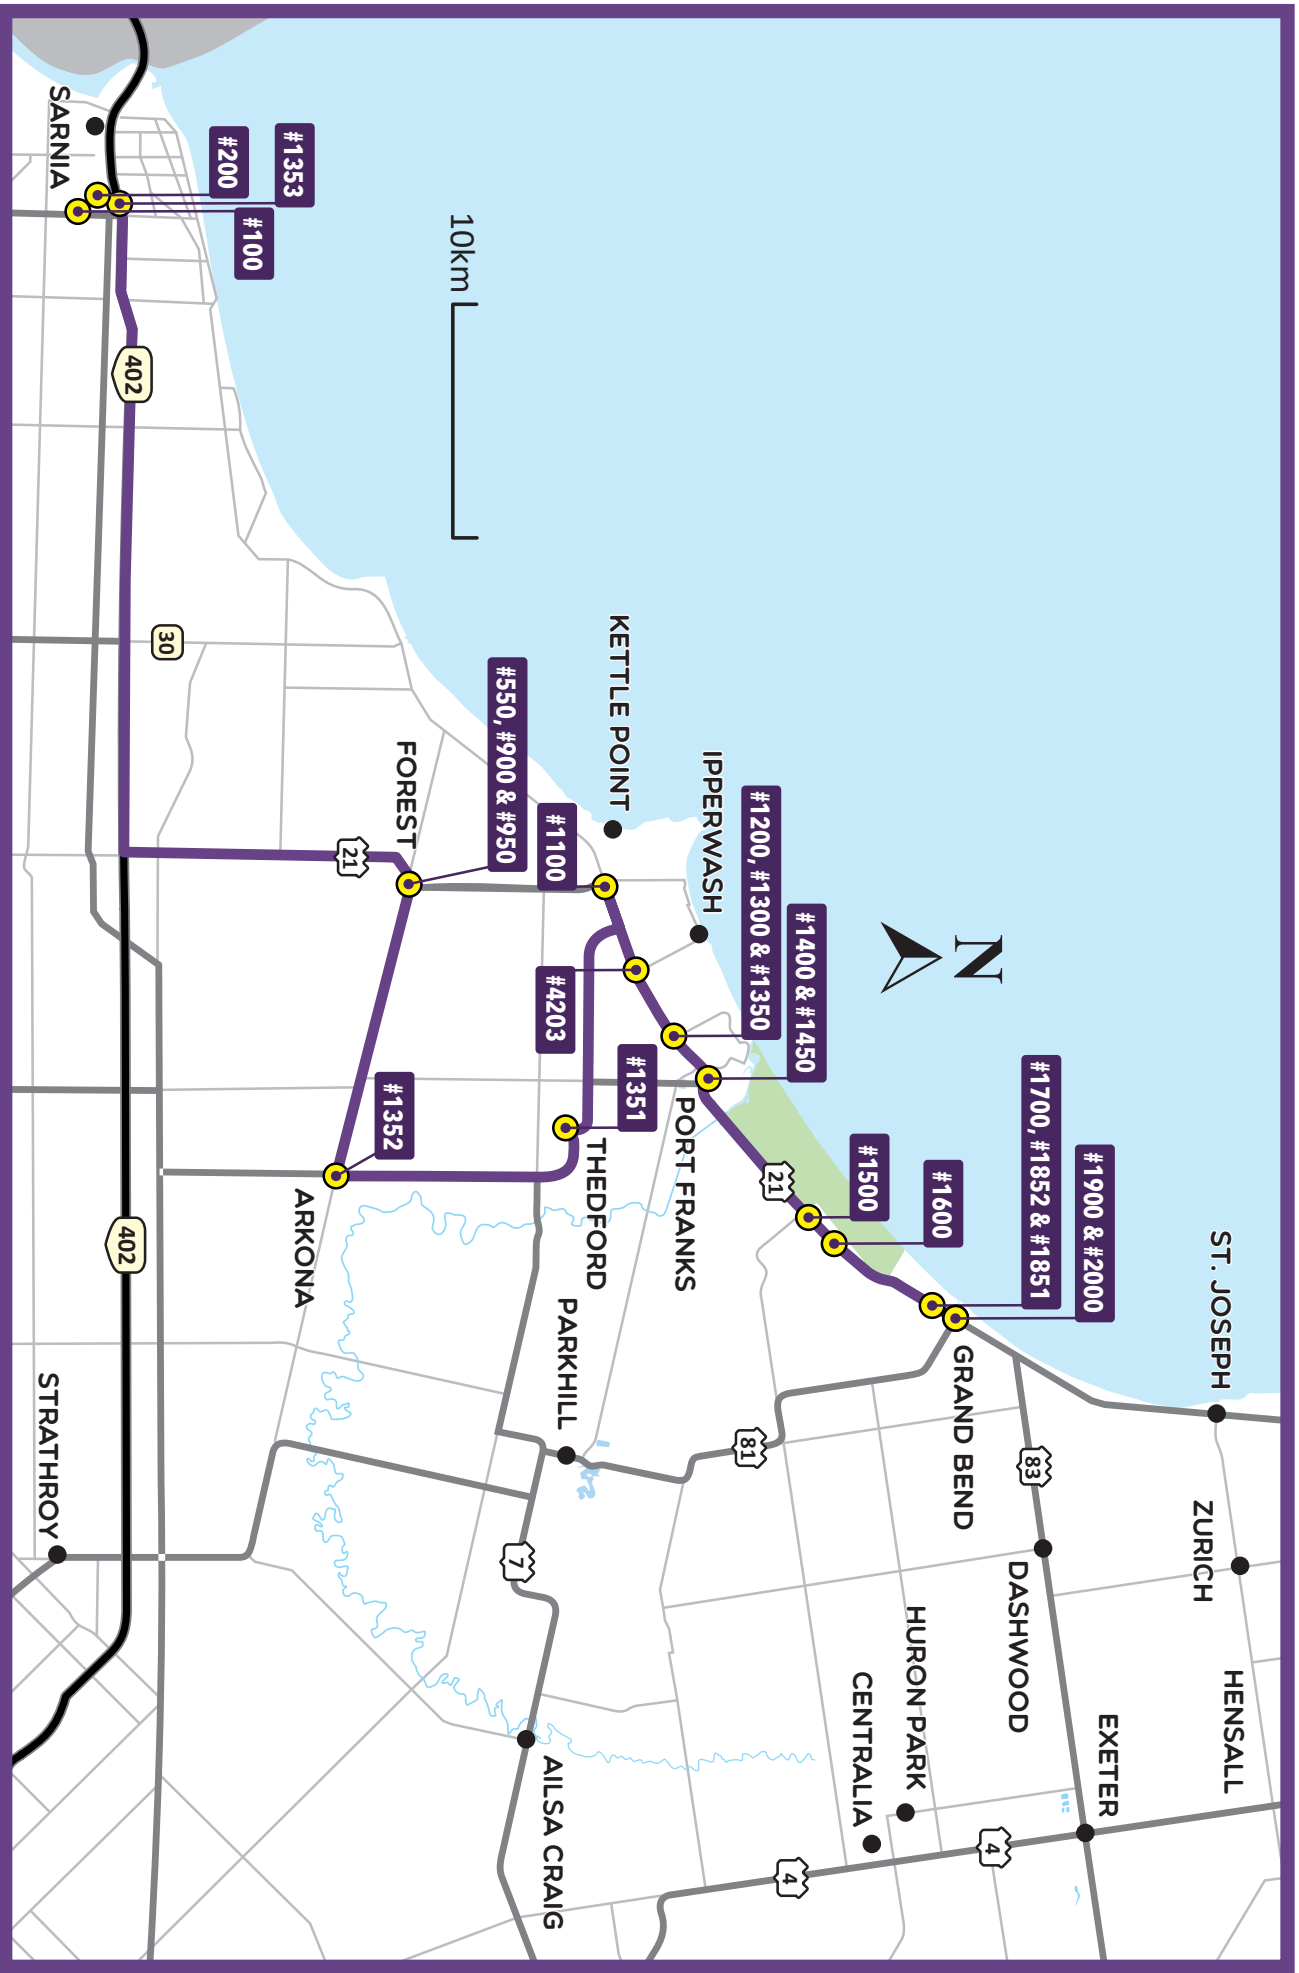 ST. JOSEPH
ZURICH
HENSALL
#1900 & #2000
#1700, #1852 & #1851
83
DASHWOOD
EXETER
N
#1600
#1500
GRAND BEND
HURON PARK
4
CENTRALIA
#1400 & #1450
#1200, #1300 & #1350
21
81
4
IPPERWASH
PORT FRANKS
KETTLE POINT
#1351
THEDFORD
#1100
#4203
PARKHILL
AILSA CRAIG
#550, #900 & #950
7
10km
FOREST
#1352
21
ARKONA
#1353
#200
#100
30
402
402
SARNIA
STRATHROY